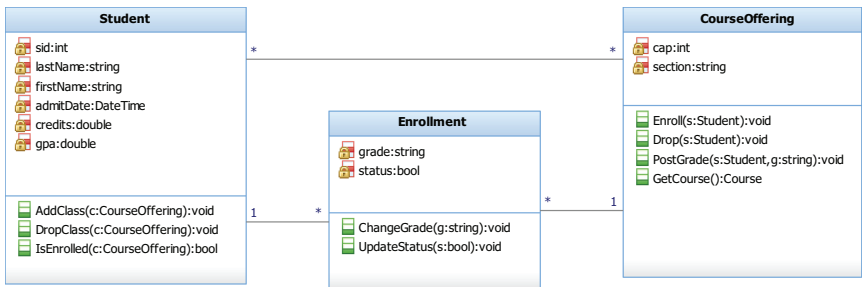 Student
sid:int
lastName:string
firstName:string
admitDate:DateTime
credits:double
gpa:double
AddClass(c:CourseOffering):void
DropClass(c:CourseOffering):void
IsEnrolled(c:CourseOffering):bool
*
*
1
*
Enrollment
grade:string
status:bool
ChangeGrade(g:string):void
UpdateStatus(s:bool):void
*
1
CourseOffering
cap:int
section:string
Enroll(s:Student):void
Drop(s:Student):void
PostGrade(s:Student,g:string):void
GetCourse():Course